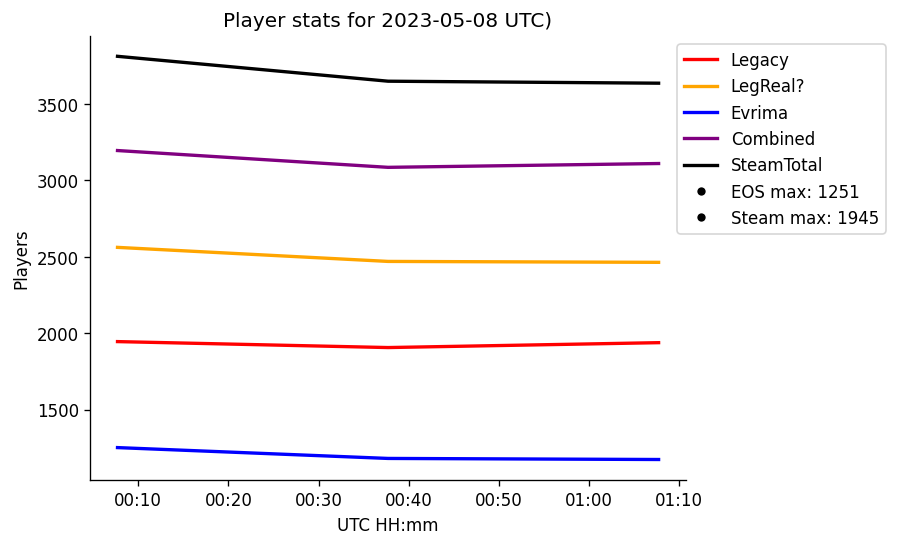 Player stats for 2023-05-08 UTC)
Legacy
LegReal?
Evrima
Combined
SteamTotal
EOS max: 1251
Steam max: 1945
Players
3500
3000
2500
2000
1500
00:10 00:20 00:30 00:40 00:50 01:00 01:10
UTC HH:mm